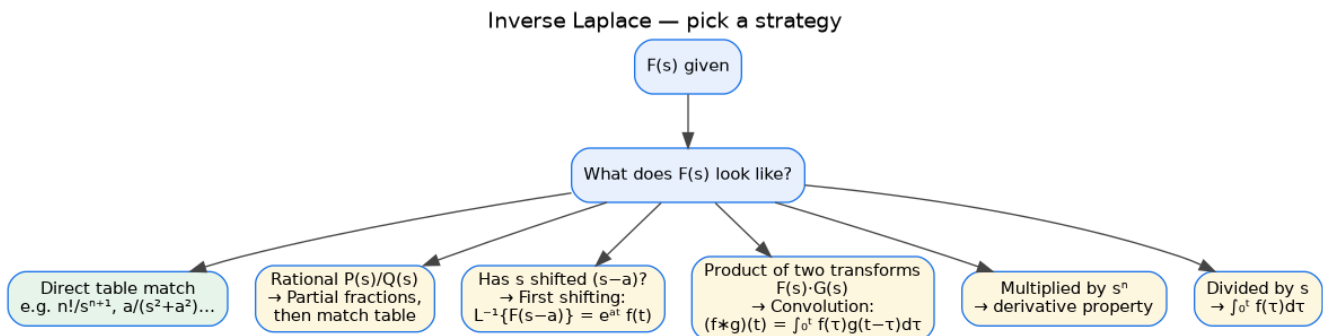 Inverse Laplace — pick a strategy
F(s) given
What does F(s) look like?
Direct table match
e.g. n!/sⁿ⁺¹, a/(s²+a²)…
Rational P(s)/Q(s)
→ Partial fractions,
then match table
Has s shifted (s−a)?
→ First shifting:
L⁻¹{F(s−a)} = eᵃᵗ f(t)
Product of two transforms
F(s)·G(s)
→ Convolution:
(f∗g)(t) = ∫₀ᵗ f(τ)g(t−τ)dτ
Multiplied by sⁿ
→ derivative property
Divided by s
→ ∫₀ᵗ f(τ)dτ